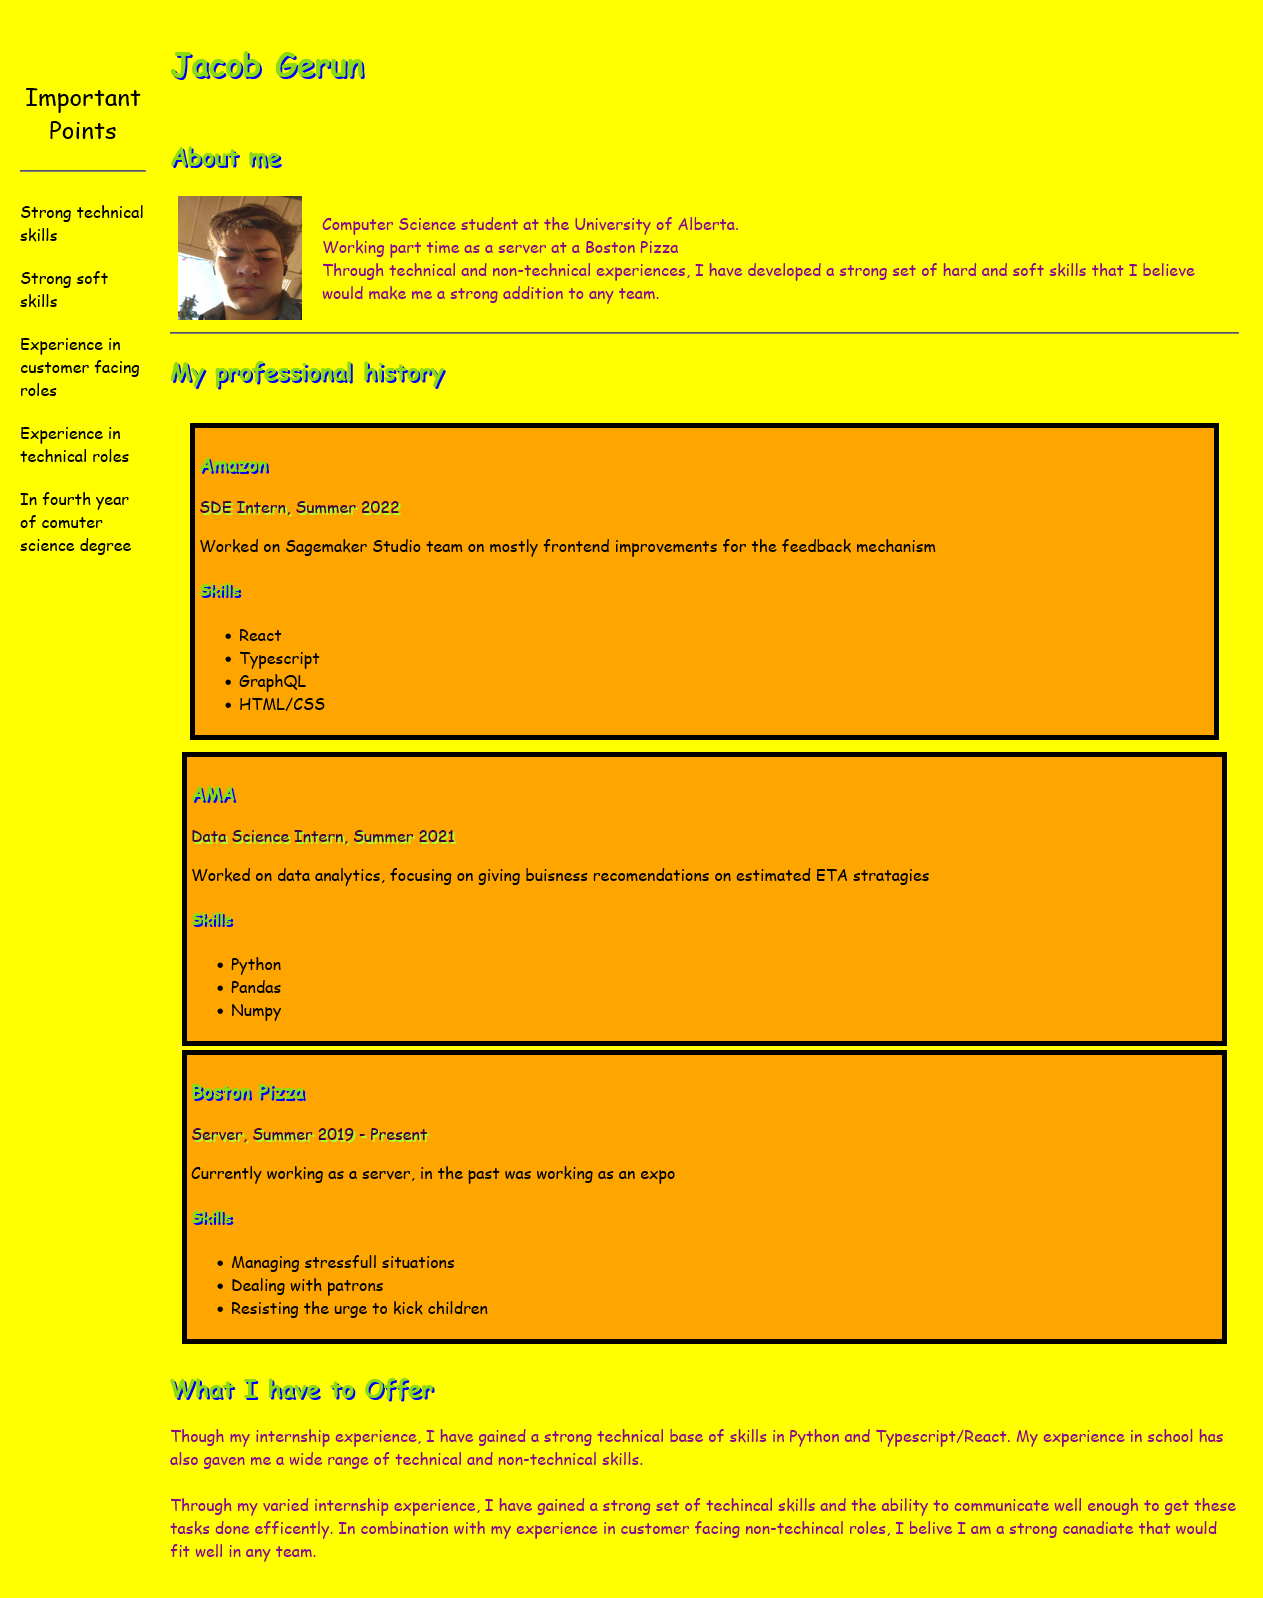 Jacob Gerun
Important
Points
Strong technical
skills
Strong soft
skills
Experience in
customer facing
roles
Experience in
technical roles
In fourth year
of comuter
science degree
About me
Computer Science student at the University of Alberta.
Working part time as a server at a Boston Pizza
Through technical and non-technical experiences, I have developed a strong set of hard and soft skills that I believe
would make me a strong addition to any team.
My professional history
Amazon
SDE Intern, Summer 2022
Worked on Sagemaker Studio team on mostly frontend improvements for the feedback mechanism
Skills
• React
• Typescript
• GraphQL
• HTML/CSS
AMA
Data Science Intern, Summer 2021
Worked on data analytics, focusing on giving buisness recomendations on estimated ETA stratagies
Skills
• Python
• Pandas
• Numpy
Boston Pizza
Server, Summer 2019 - Present
Currently working as a server, in the past was working as an expo
Skills
• Managing stressfull situations
• Dealing with patrons
• Resisting the urge to kick children
What I have to Offer
Though my internship experience, I have gained a strong technical base of skills in Python and Typescript/React. My experience in school has
also gaven me a wide range of technical and non-technical skills.
Through my varied internship experience, I have gained a strong set of techincal skills and the ability to communicate well enough to get these
tasks done efficently. In combination with my experience in customer facing non-techincal roles, I belive I am a strong canadiate that would
fit well in any team.